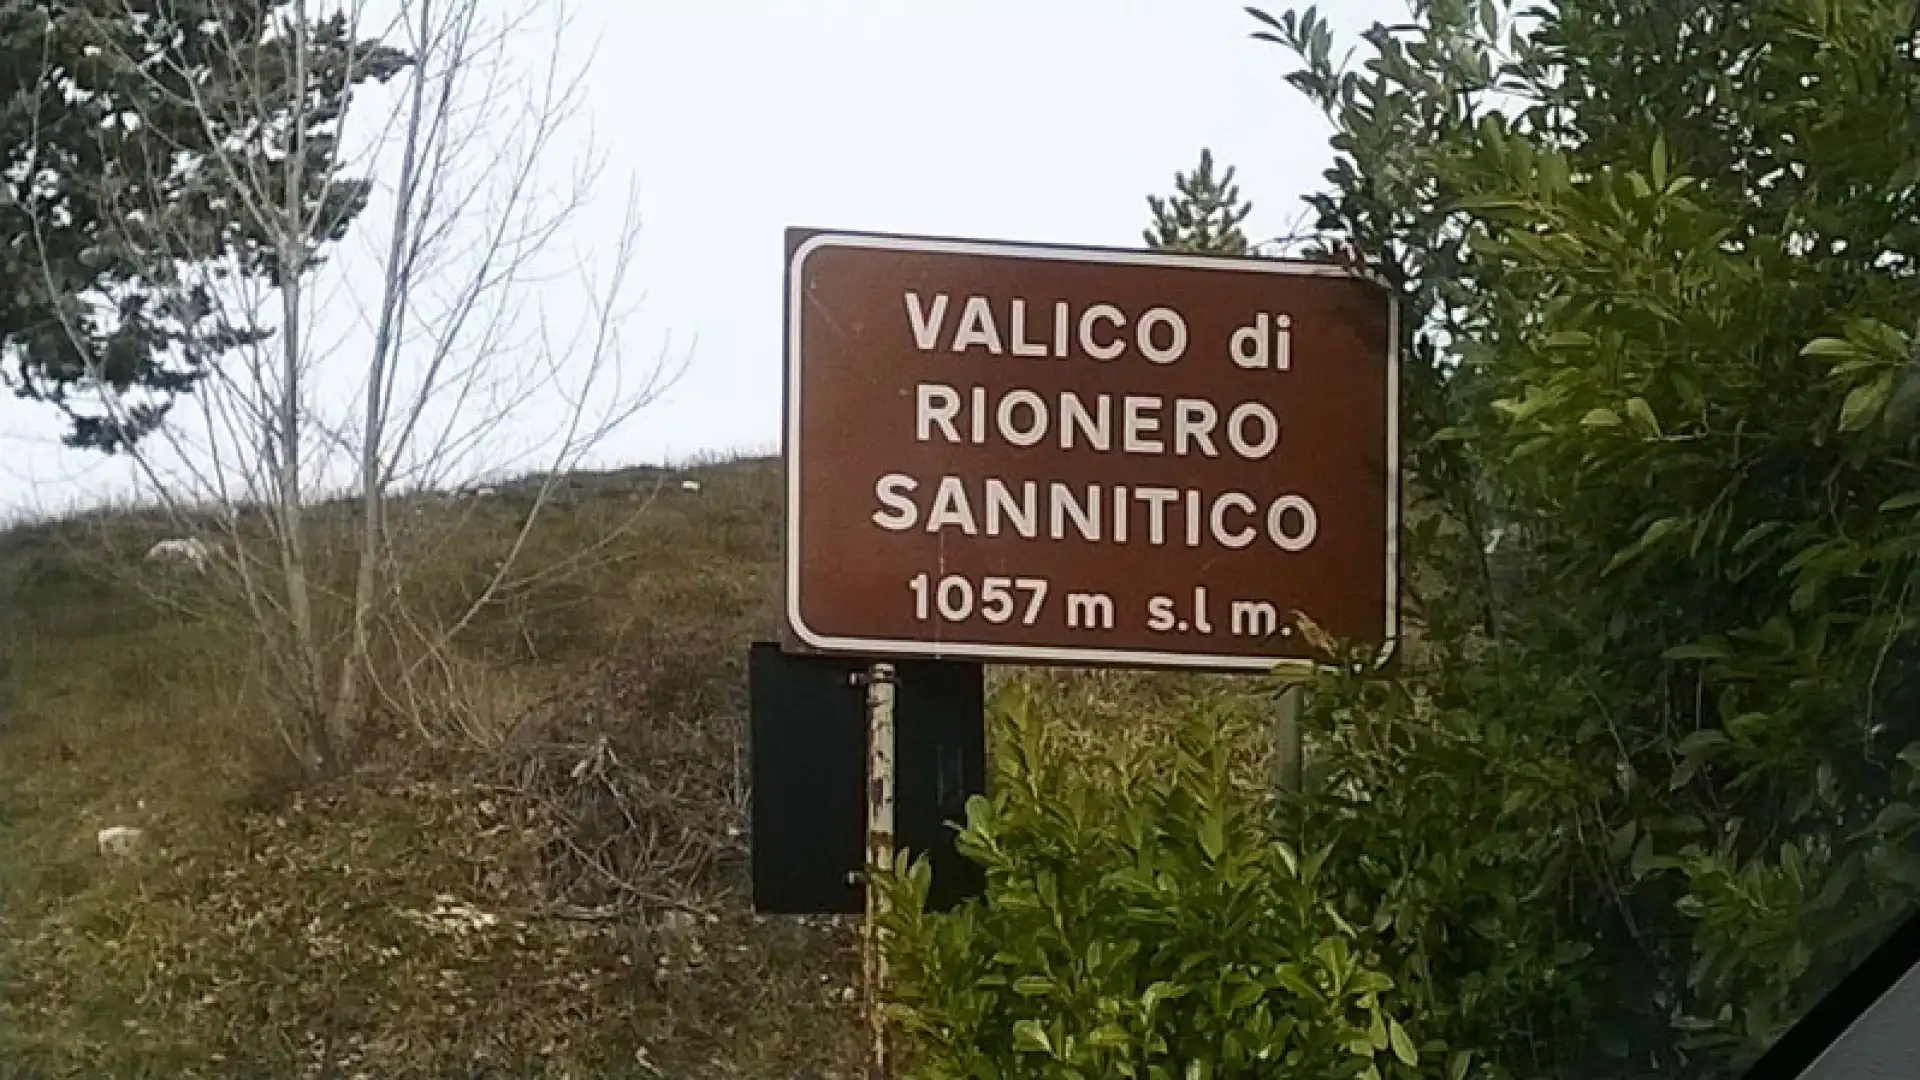 VALICO di
RIONERO
SANNITICO
1057 m s.l m.